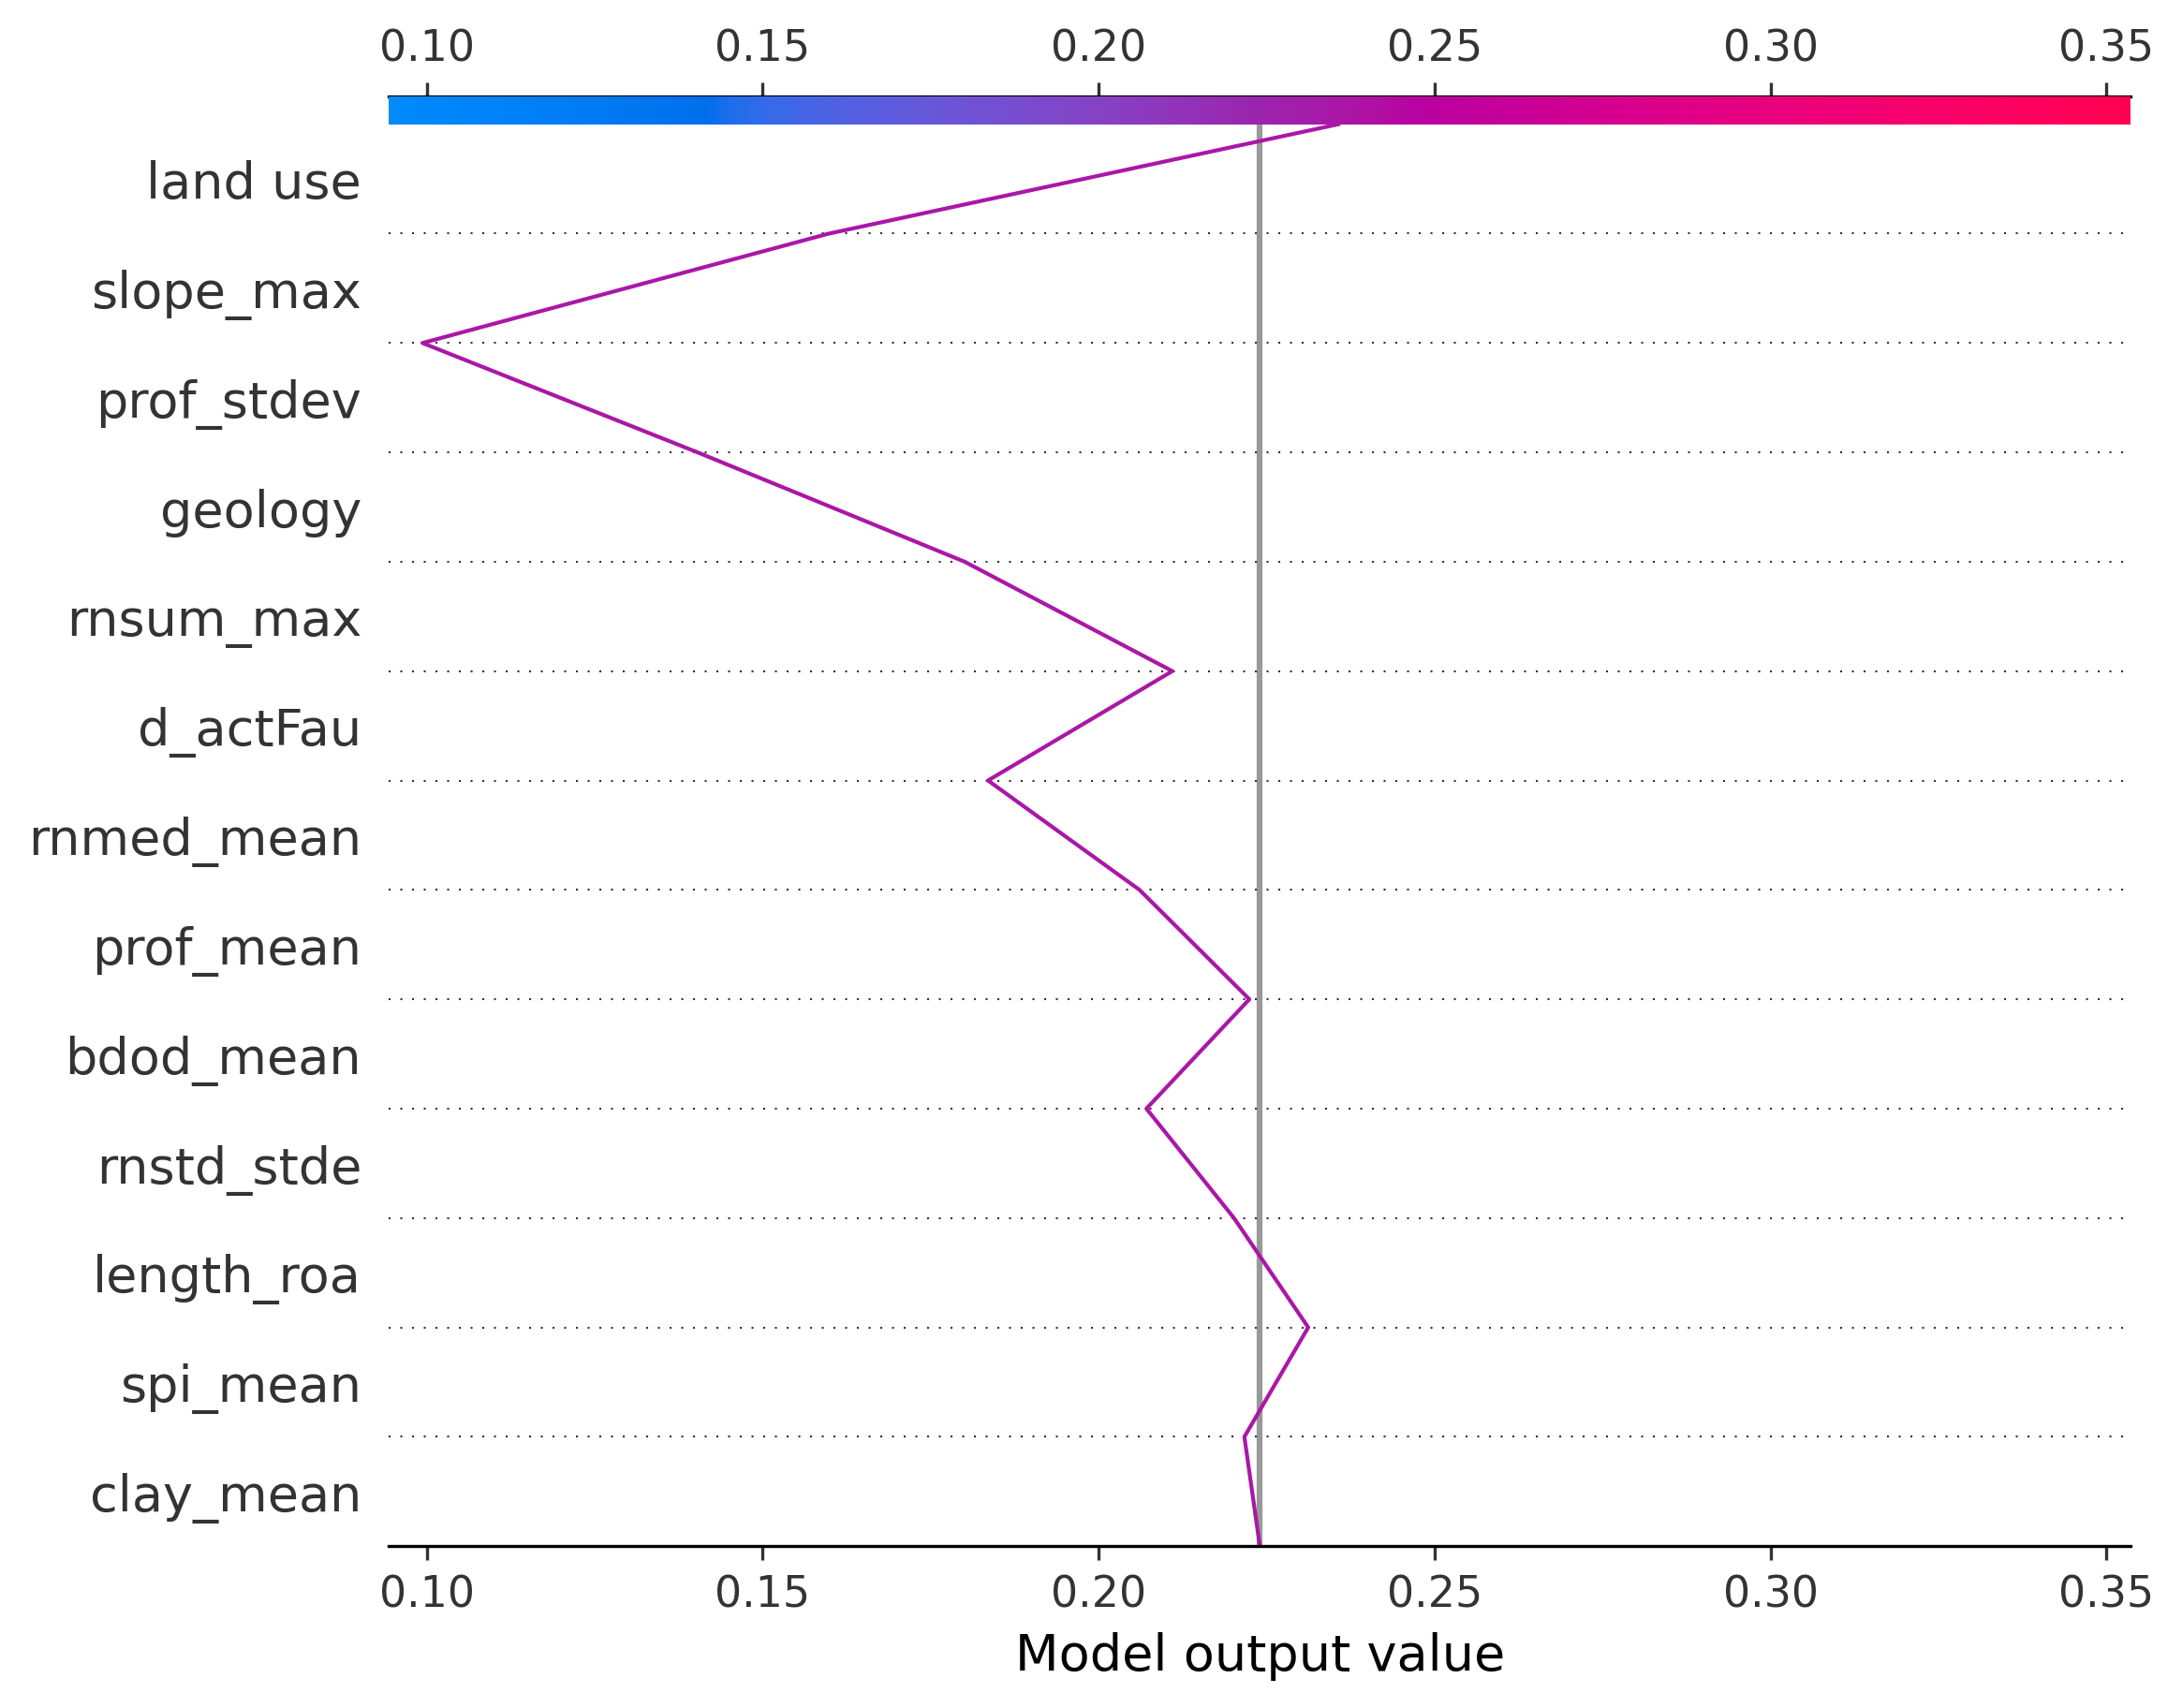 0.10 0.15 0.20 0.25 0.30 0.35
land use
slope_max
prof_stdev
geology
rnsum_max
d_actFau
rnmed_mean
prof_mean
bdod_mean
rnstd_stde
length_roa
spi_mean
clay_mean
0.10 0.15 0.20 0.25 0.30 0.35
Model output value